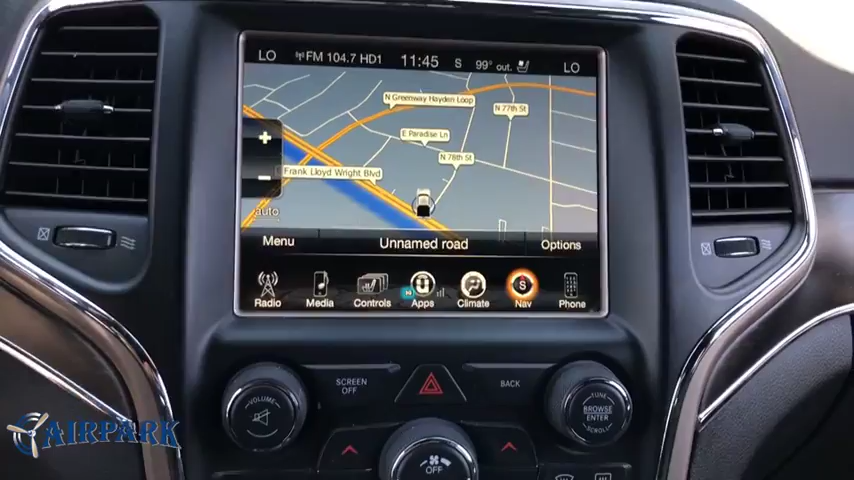 LO FM 104.7 HD1 11:45 S 99° out. LO
N Greenway Hayden Loop
N 77th St
E Paradise Ln
N 78th St
Frank Lloyd Wright Blvd
+
−
auto
Menu Unnamed road Options
Radio Media Controls Apps Climate Nav Phone
S
SCREEN
OFF
BACK
VOLUME
TUNE
BROWSE
ENTER
SCROLL
OFF
AIRPARK